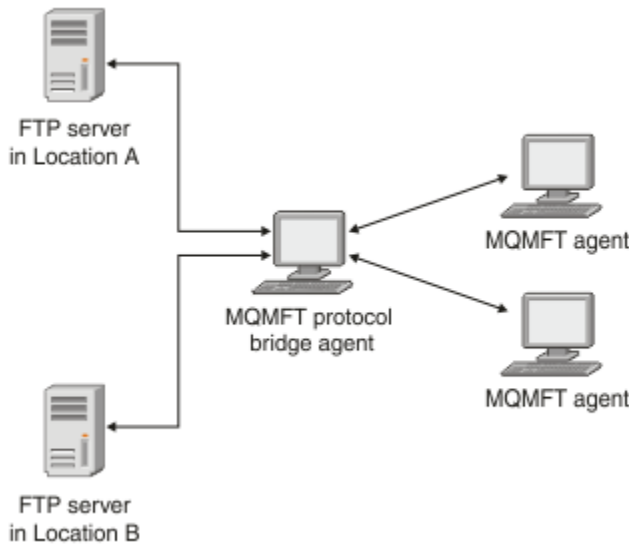 FTP server
in Location A
MQMFT agent
MQMFT protocol
bridge agent
MQMFT agent
FTP server
in Location B